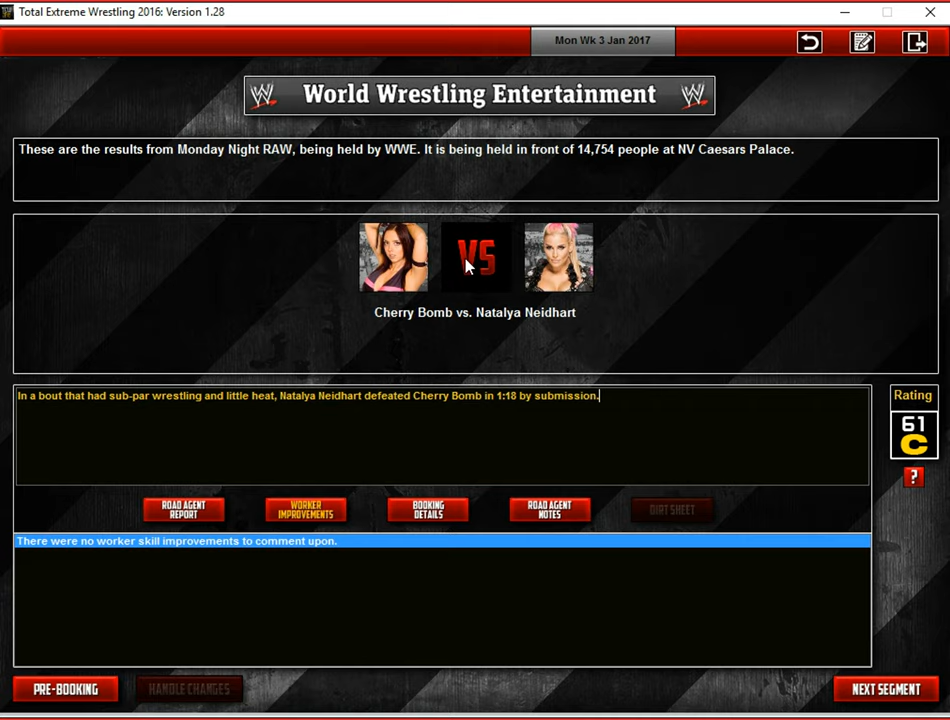 Total Extreme Wrestling 2016: Version 1.28
Mon Wk 3 Jan 2017
World Wrestling Entertainment
These are the results from Monday Night RAW, being held by WWE. It is being held in front of 14,754 people at NV Caesars Palace.
VS
Cherry Bomb vs. Natalya Neidhart
In a bout that had sub-par wrestling and little heat, Natalya Neidhart defeated Cherry Bomb in 1:18 by submission.
Rating
61
C
?
ROAD AGENT
REPORT
WORKER
IMPROVEMENTS
BOOKING
DETAILS
ROAD AGENT
NOTES
DIRT SHEET
There were no worker skill improvements to comment upon.
PRE-BOOKING
HANDLE CHANGES
NEXT SEGMENT